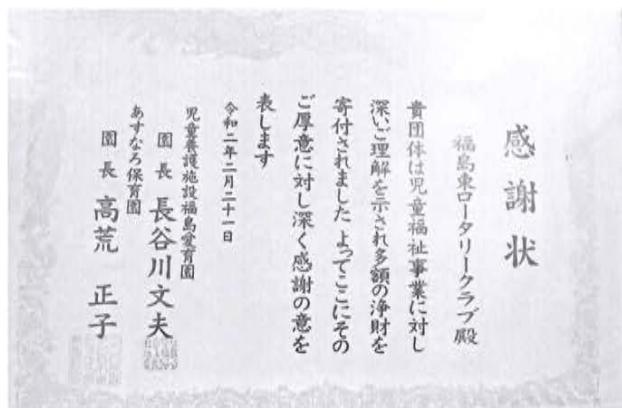 感謝状
福島東ロータリークラブ殿
貴団体は児童福祉事業に対し
深いご理解を示され多額の浄財を
寄付されました よってここにその
ご厚意に対し深く感謝の意を
表します
令和二年二月二十一日
児童養護施設福島愛育園
園長 長谷川文夫
あすなろ保育園
園長 高荒 正子